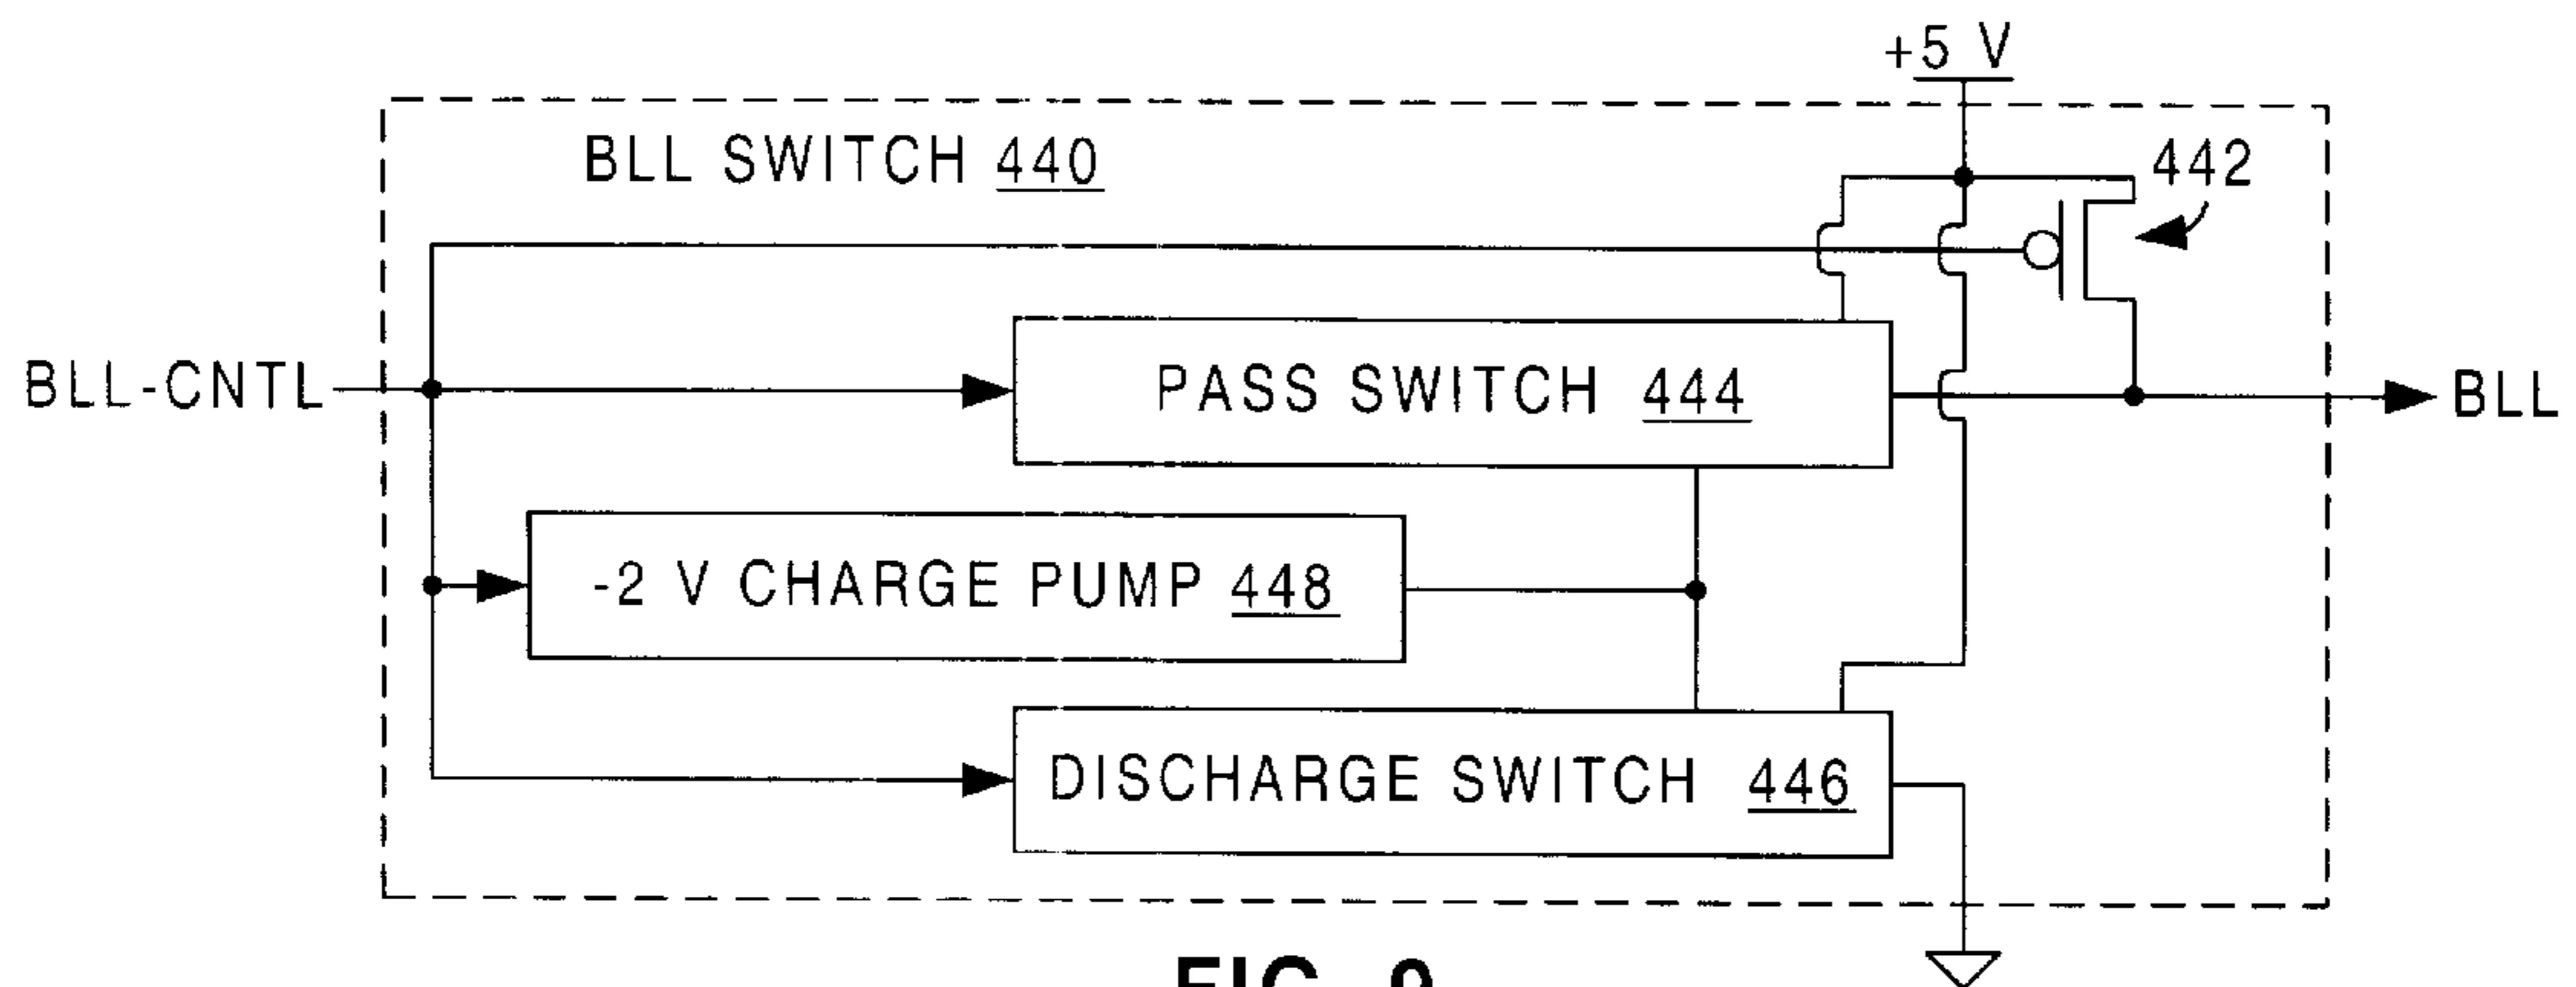 +5 V
BLL SWITCH 440
442
BLL-CNTL
PASS SWITCH 444
BLL
-2 V CHARGE PUMP 448
DISCHARGE SWITCH 446